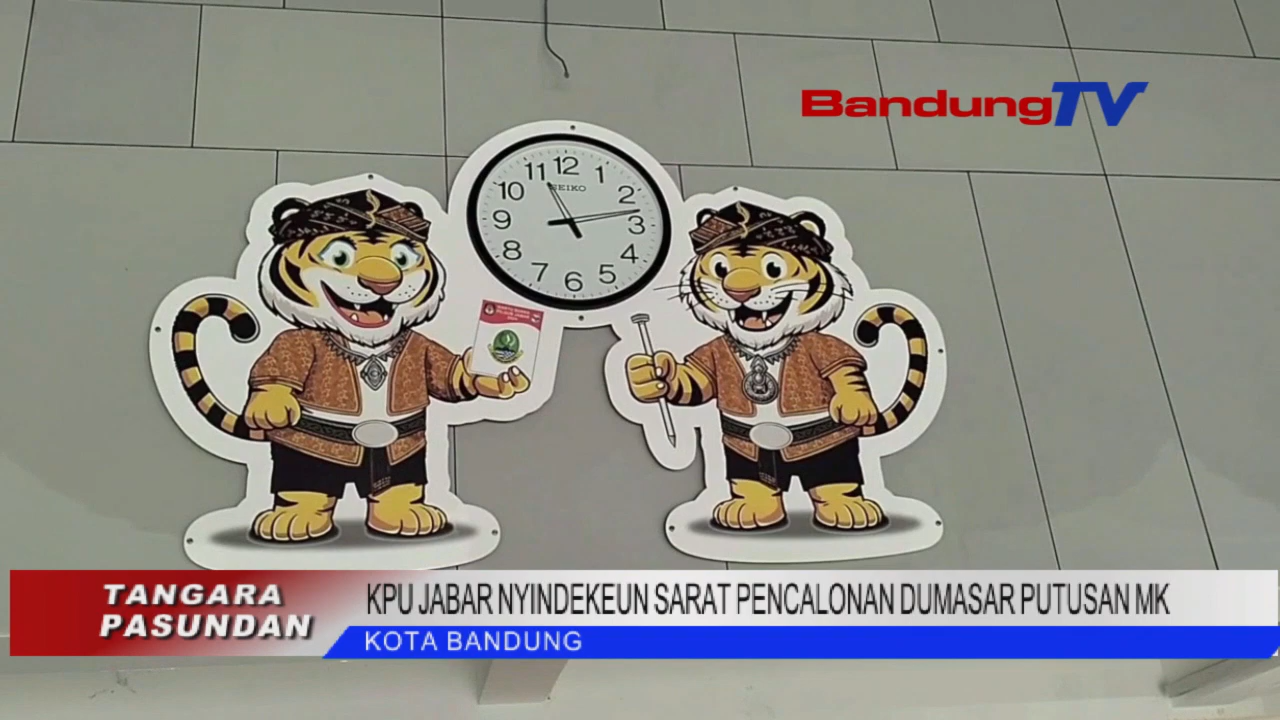 BandungTV
12
1
2
3
4
5
6
7
8
9
10
11
SEIKO
TANGARA
PASUNDAN
KPU JABAR NYINDEKEUN SARAT PENCALONAN DUMASAR PUTUSAN MK
KOTA BANDUNG